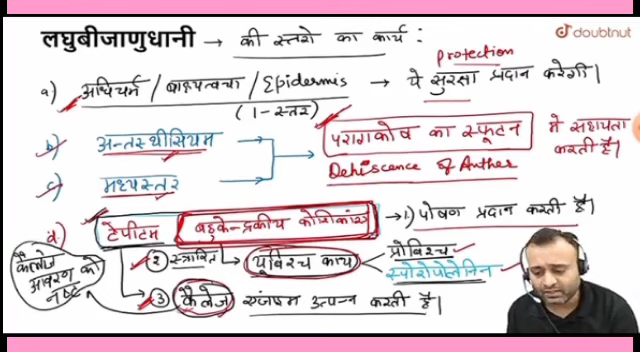 लघुबीजाणुधानी → की स्तरो का कार्य :
doubtnut
protection
a) अधिचर्म / बाह्यत्वचा / Epidermis → ये सुरक्षा प्रदान करेगी।
(1-स्तर)
b) अन्तस्थीसियम
परागकोष का स्फूटन मे सहायता करती है।
c) मध्यस्तर
Dehiscence of Anther
d) टेपीटम बहुकेन्द्रकीय कोशिकाएं → 1) पोषण प्रदान करती है।
② स्त्रावित → यूबिश्च काय प्रोबिश्च
स्पोरोपोलेनिन
कैलेज आवरण को नष्ट
③ कैलेज एंजाइम उत्पन्न करती है।